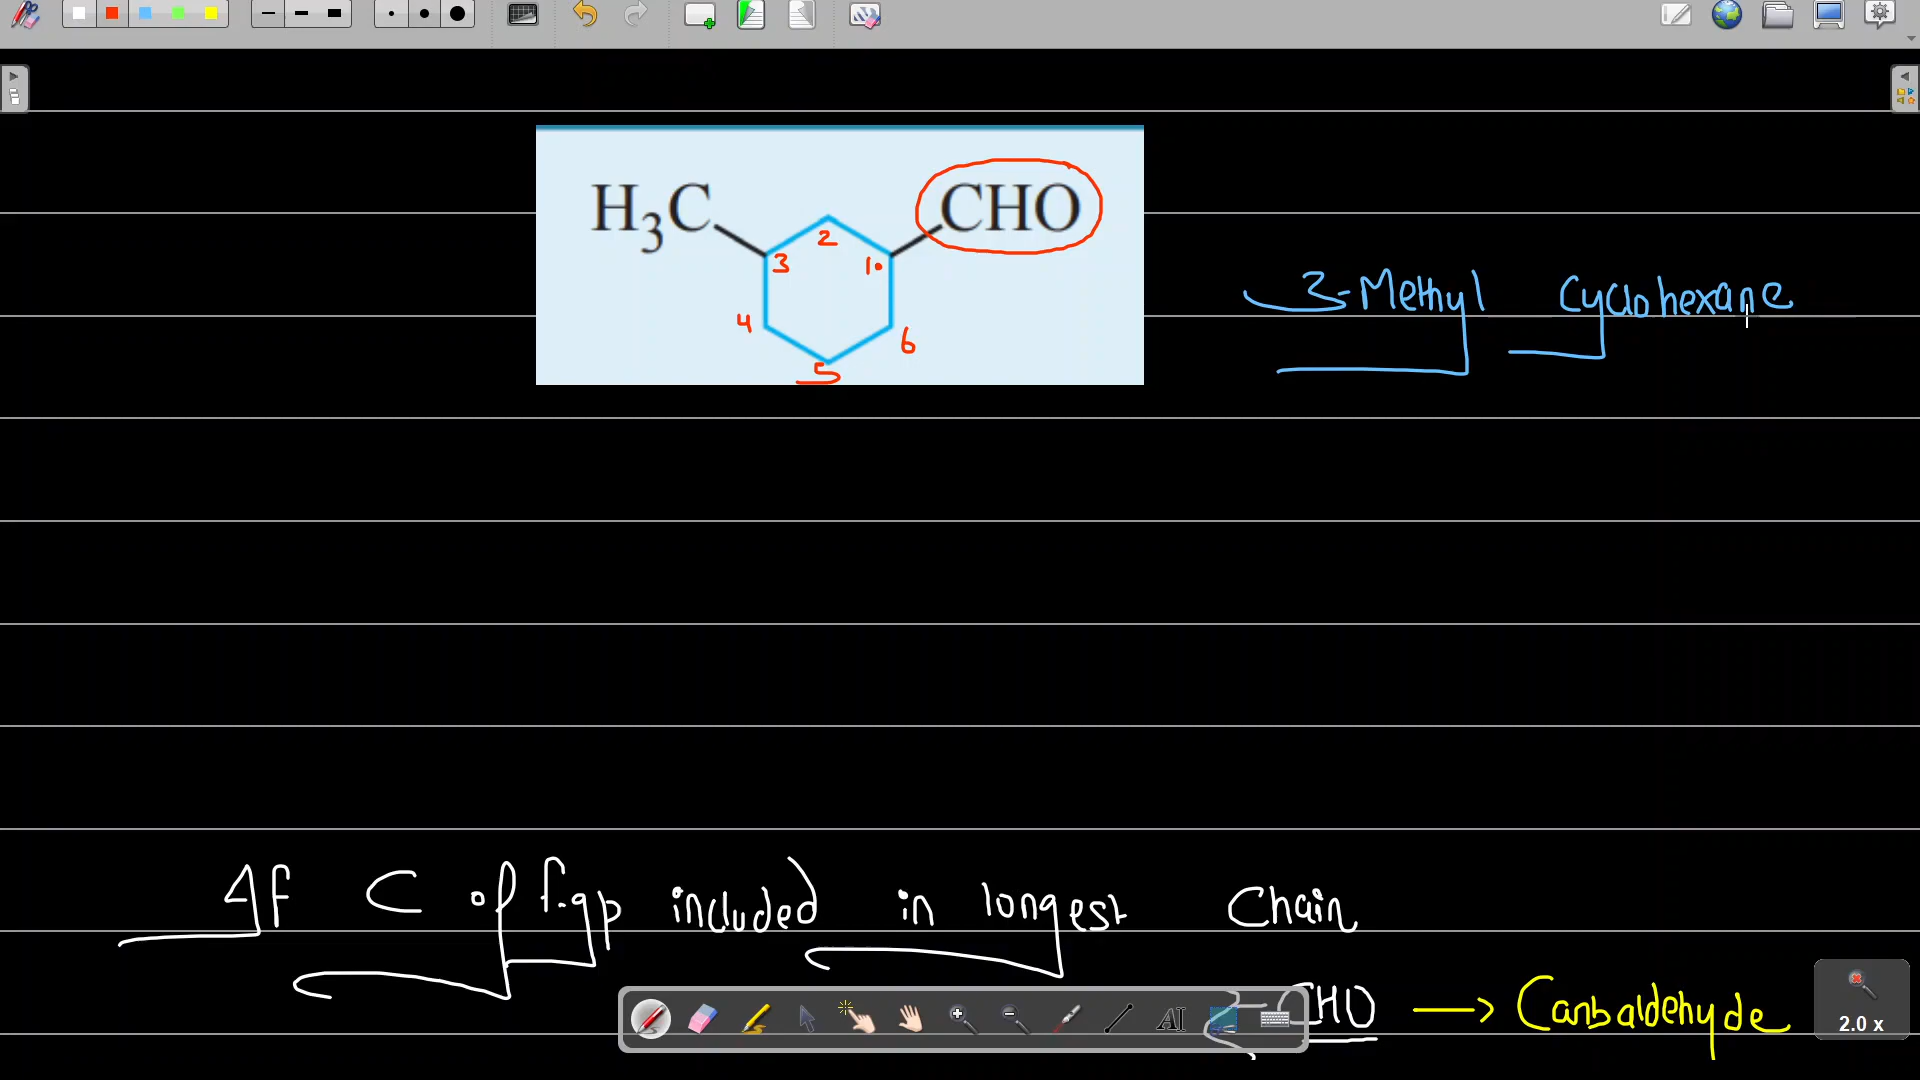 H3C CHO
2
3 1
4 6
5
3-Methyl Cyclohexane
If C of f.gp included in longest Chain
CHO → Carbaldehyde
2.0 x